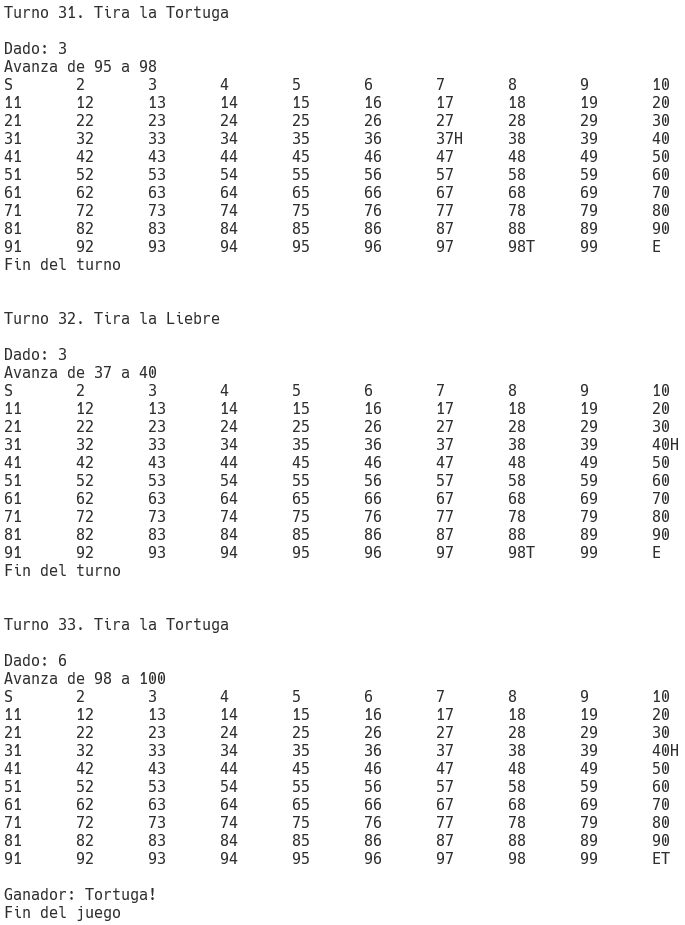 Turno 31. Tira la Tortuga
Dado: 3
Avanza de 95 a 98
S 2 3 4 5 6 7 8 9 10
11 12 13 14 15 16 17 18 19 20
21 22 23 24 25 26 27 28 29 30
31 32 33 34 35 36 37H 38 39 40
41 42 43 44 45 46 47 48 49 50
51 52 53 54 55 56 57 58 59 60
61 62 63 64 65 66 67 68 69 70
71 72 73 74 75 76 77 78 79 80
81 82 83 84 85 86 87 88 89 90
91 92 93 94 95 96 97 98T 99 E
Fin del turno
Turno 32. Tira la Liebre
Dado: 3
Avanza de 37 a 40
S 2 3 4 5 6 7 8 9 10
11 12 13 14 15 16 17 18 19 20
21 22 23 24 25 26 27 28 29 30
31 32 33 34 35 36 37 38 39 40H
41 42 43 44 45 46 47 48 49 50
51 52 53 54 55 56 57 58 59 60
61 62 63 64 65 66 67 68 69 70
71 72 73 74 75 76 77 78 79 80
81 82 83 84 85 86 87 88 89 90
91 92 93 94 95 96 97 98T 99 E
Fin del turno
Turno 33. Tira la Tortuga
Dado: 6
Avanza de 98 a 100
S 2 3 4 5 6 7 8 9 10
11 12 13 14 15 16 17 18 19 20
21 22 23 24 25 26 27 28 29 30
31 32 33 34 35 36 37 38 39 40H
41 42 43 44 45 46 47 48 49 50
51 52 53 54 55 56 57 58 59 60
61 62 63 64 65 66 67 68 69 70
71 72 73 74 75 76 77 78 79 80
81 82 83 84 85 86 87 88 89 90
91 92 93 94 95 96 97 98 99 ET
Ganador: Tortuga!
Fin del juego